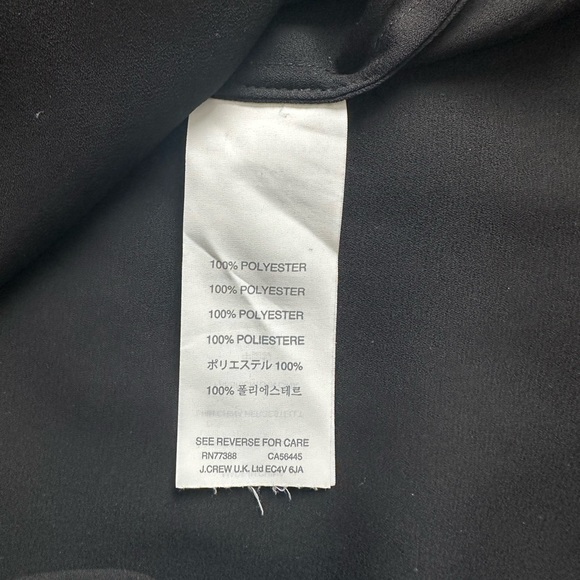 100% POLYESTER
100% POLYESTER
100% POLYESTER
100% POLIESTERE
ポリエステル 100%
100% 폴리에스테르
SEE REVERSE FOR CARE
RN77388 CA56445
J.CREW U.K. Ltd EC4V 6JA